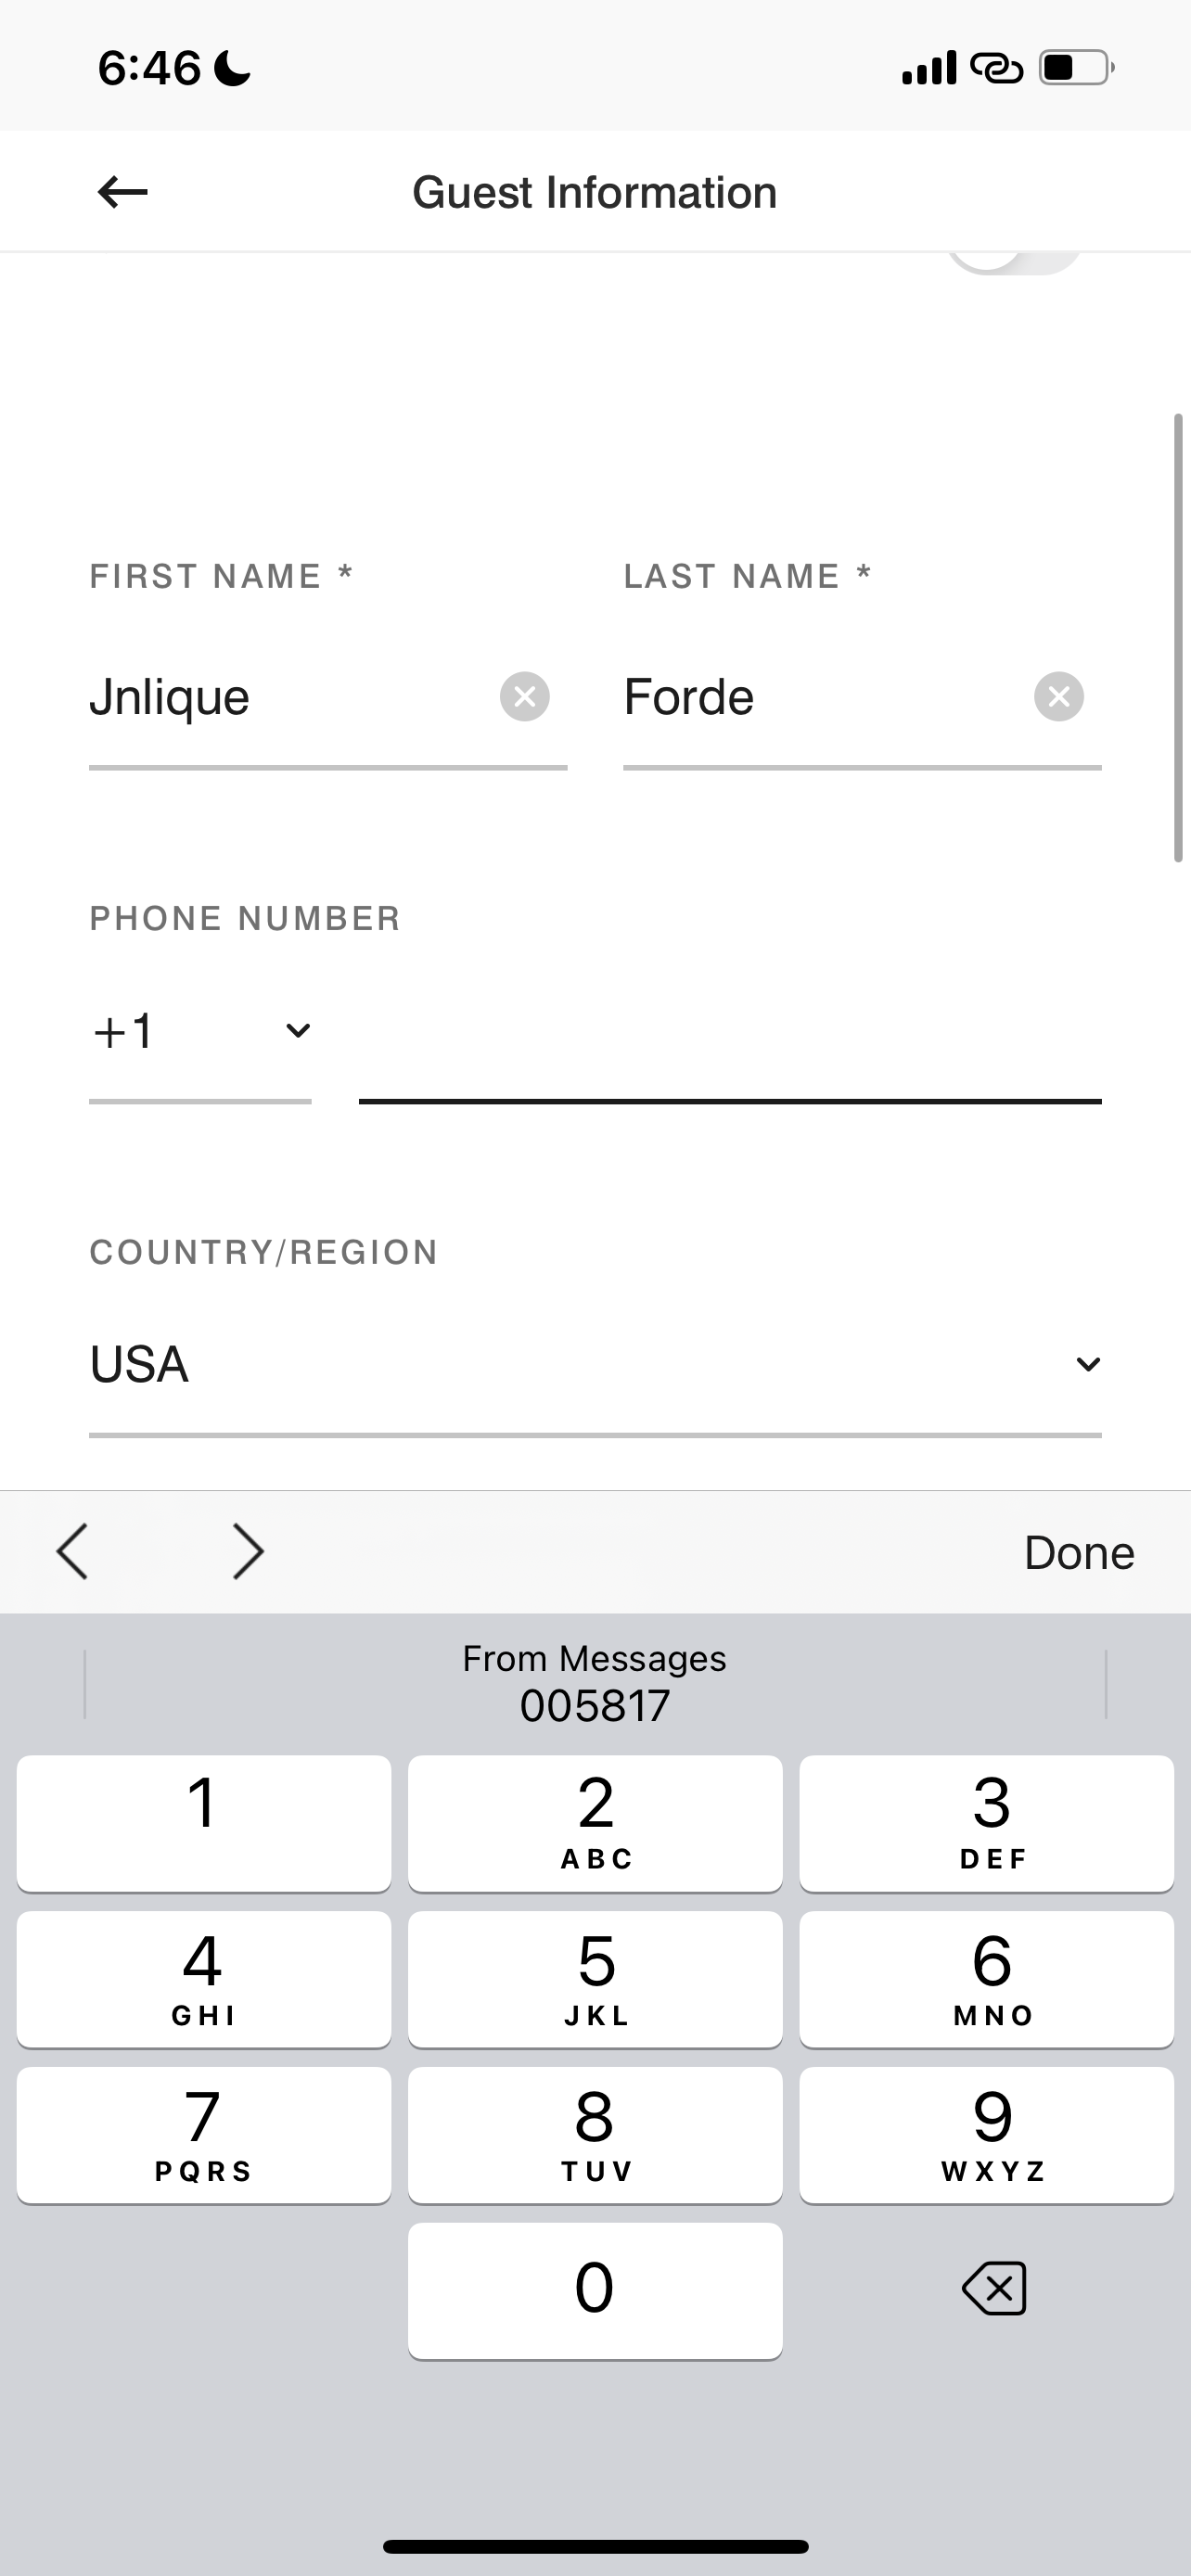 6:46
Guest Information
FIRST NAME * LAST NAME *
Jnlique Forde
PHONE NUMBER
+1
COUNTRY/REGION
USA
Done
From Messages
005817
1 2 3
ABC DEF
4 5 6
GHI JKL MNO
7 8 9
PQRS TUV WXYZ
0